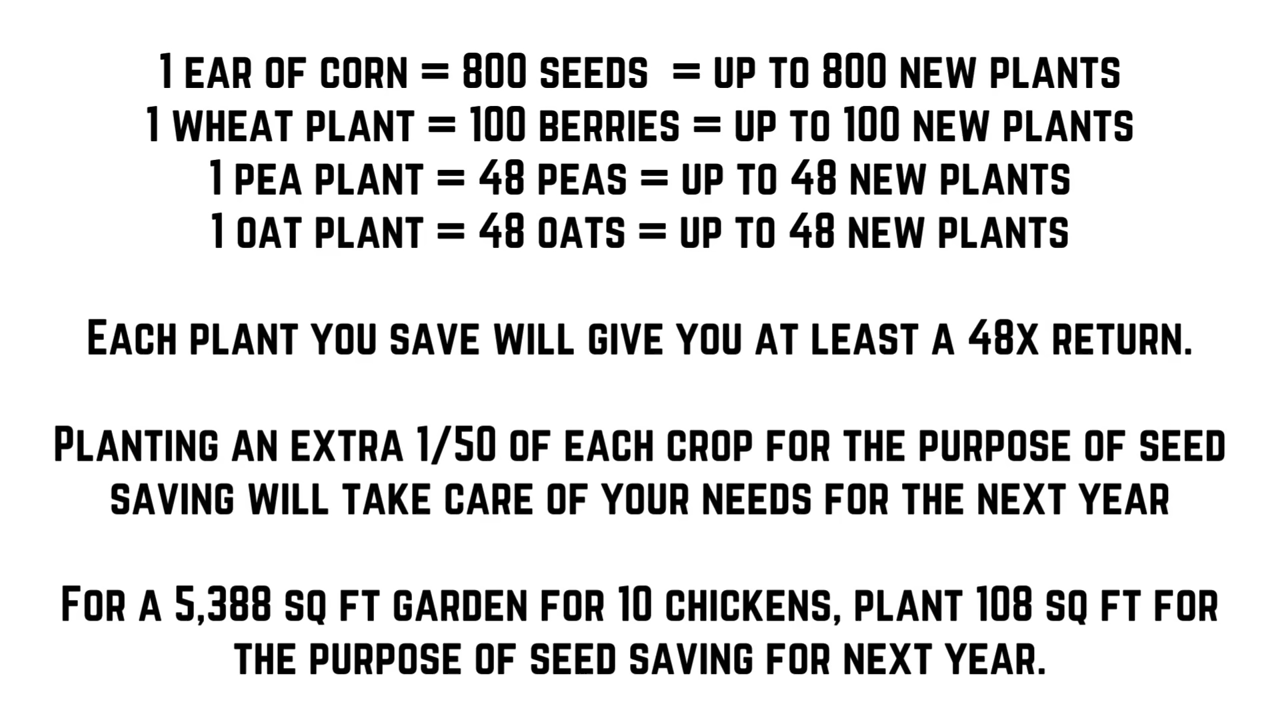 1 EAR OF CORN = 800 SEEDS = UP TO 800 NEW PLANTS
1 WHEAT PLANT = 100 BERRIES = UP TO 100 NEW PLANTS
1 PEA PLANT = 48 PEAS = UP TO 48 NEW PLANTS
1 OAT PLANT = 48 OATS = UP TO 48 NEW PLANTS
EACH PLANT YOU SAVE WILL GIVE YOU AT LEAST A 48X RETURN.
PLANTING AN EXTRA 1/50 OF EACH CROP FOR THE PURPOSE OF SEED
SAVING WILL TAKE CARE OF YOUR NEEDS FOR THE NEXT YEAR
FOR A 5,388 SQ FT GARDEN FOR 10 CHICKENS, PLANT 108 SQ FT FOR
THE PURPOSE OF SEED SAVING FOR NEXT YEAR.